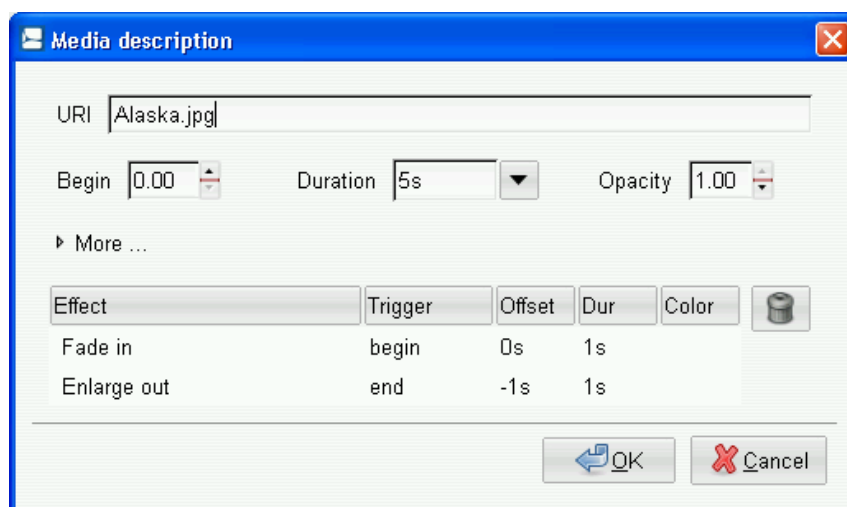 Media description
URI Alaska.jpg
Begin 0.00 Duration 5s Opacity 1.00
More ...
Effect Trigger Offset Dur Color
Fade in begin 0s 1s
Enlarge out end -1s 1s
OK Cancel